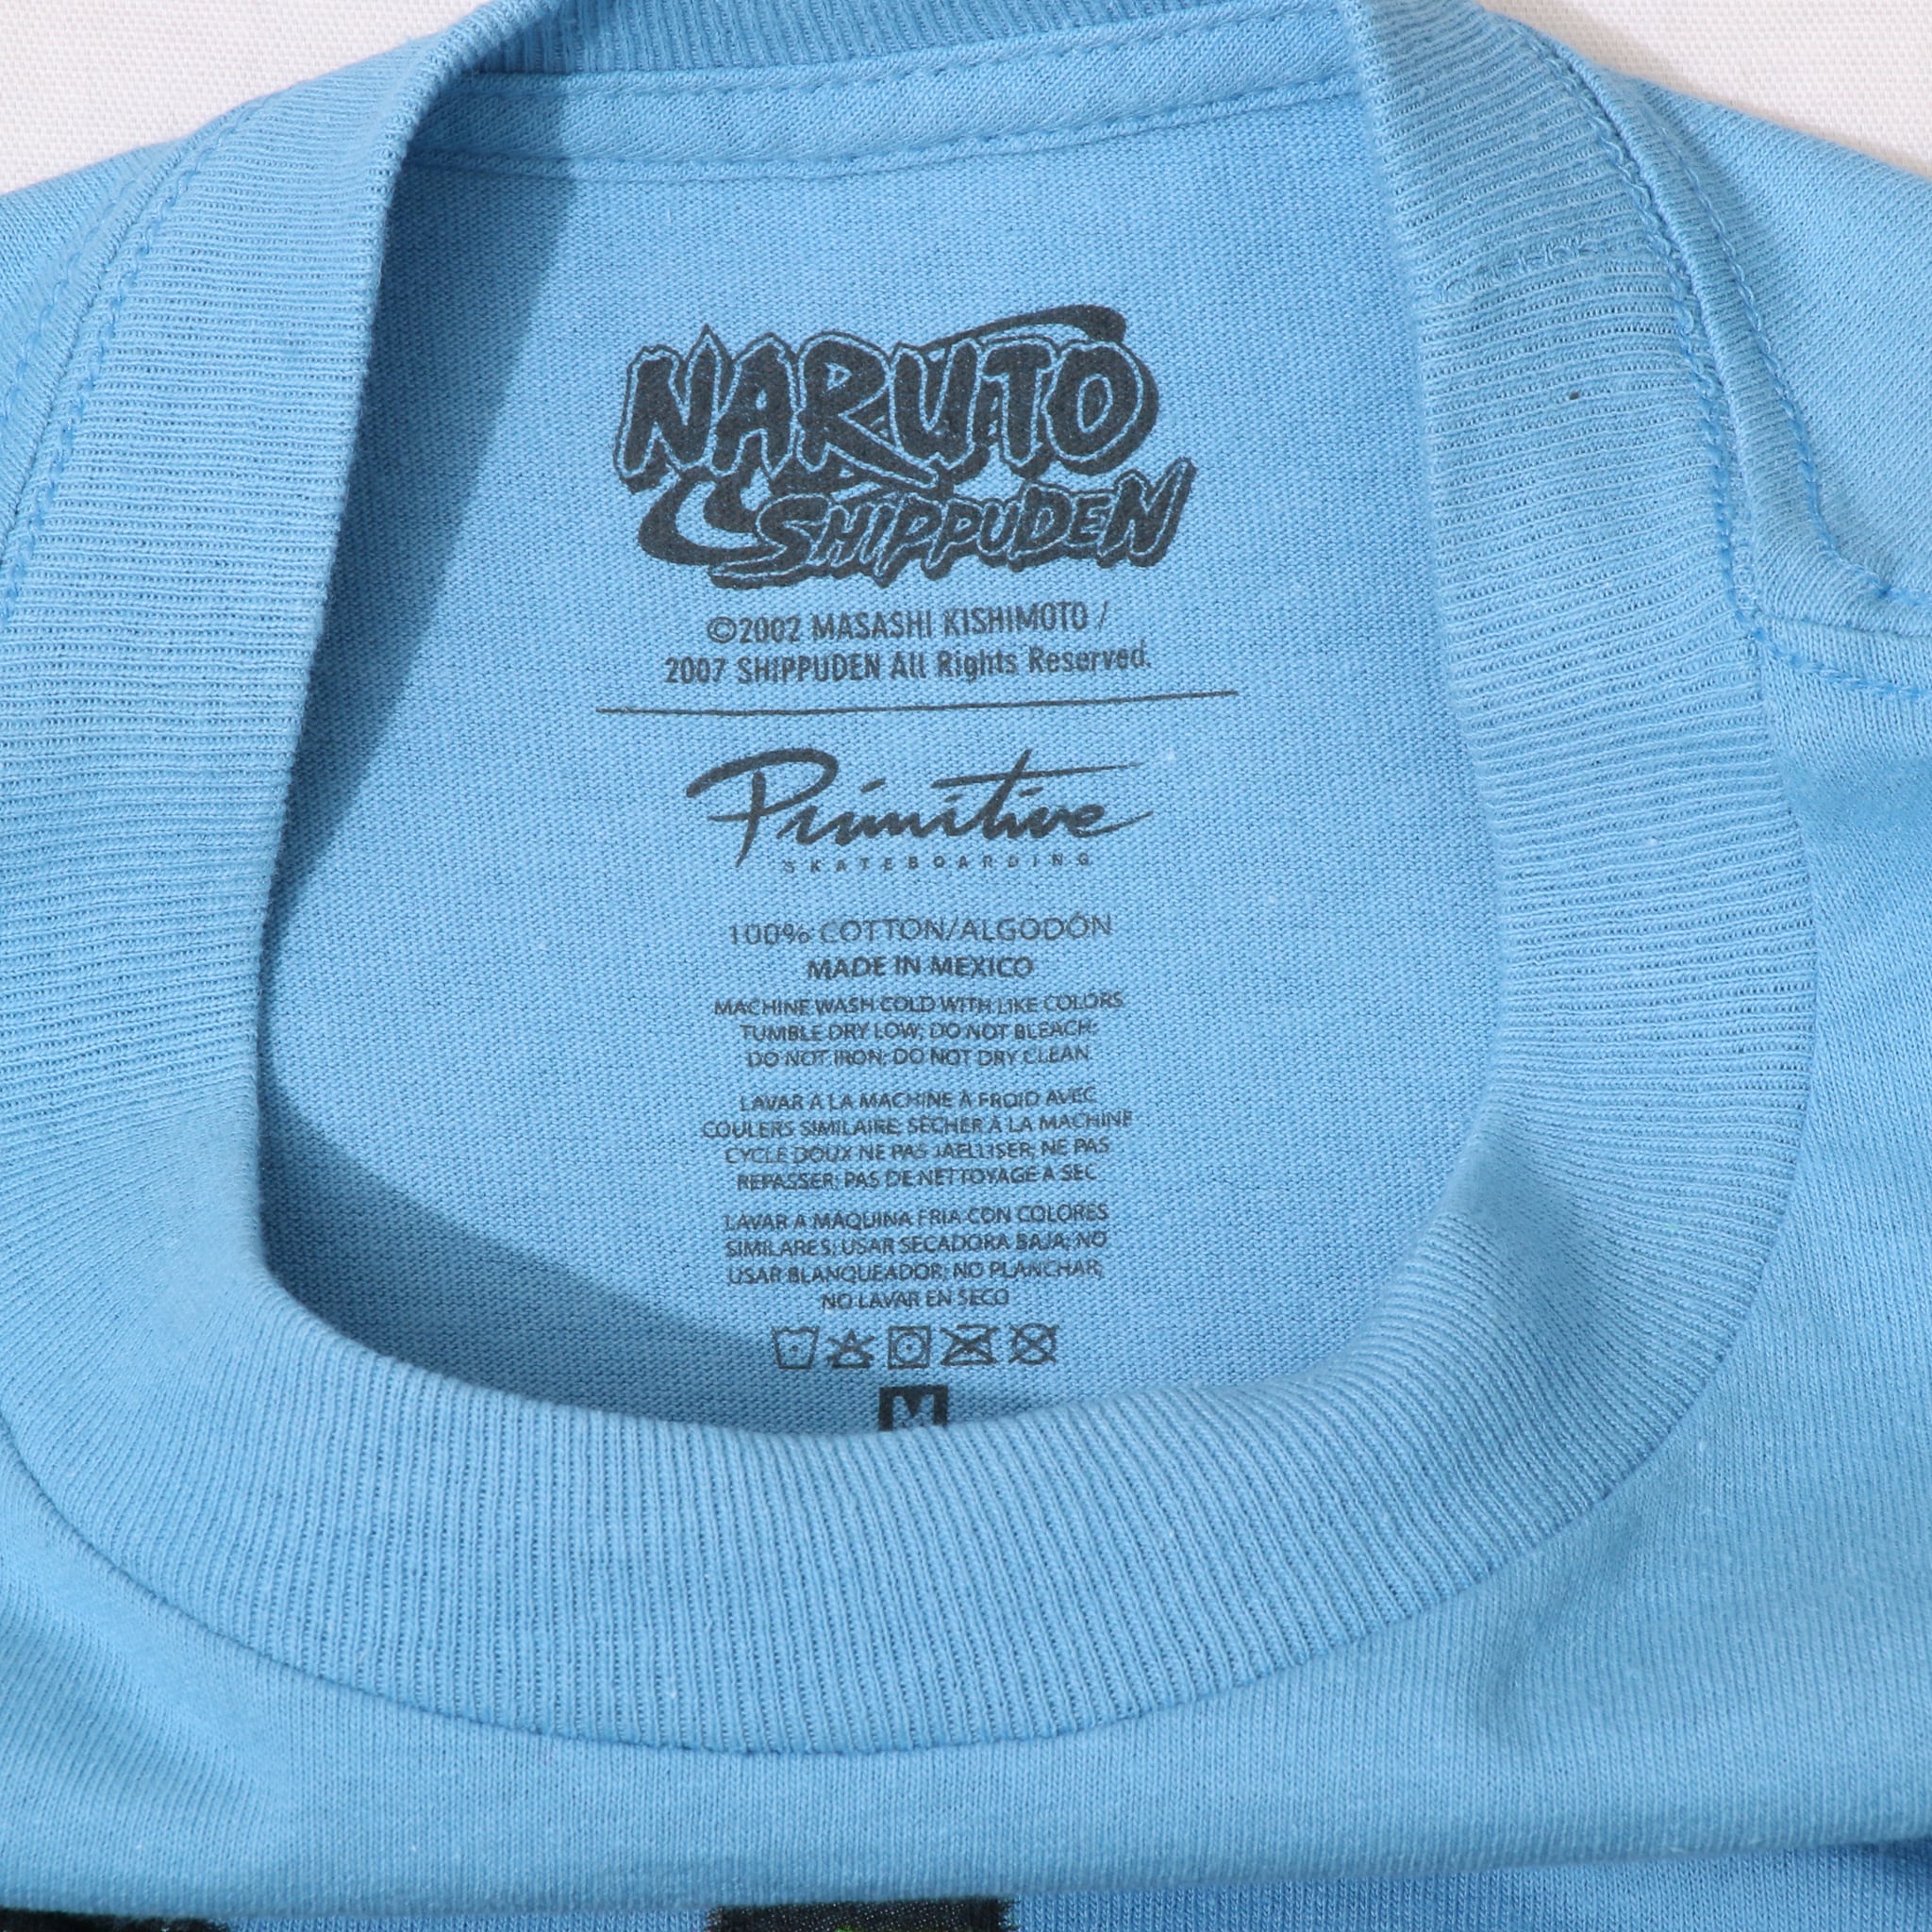 NARUTO
SHIPPUDEN
©2002 MASASHI KISHIMOTO /
2007 SHIPPUDEN All Rights Reserved.
Primitive
SKATEBOARDING
100% COTTON/ALGODÓN
MADE IN MEXICO
MACHINE WASH COLD WITH LIKE COLORS
TUMBLE DRY LOW; DO NOT BLEACH;
DO NOT IRON; DO NOT DRY CLEAN.
LAVAR A LA MACHINE À FROID AVEC
COULERS SIMILAIRE; SÉCHER À LA MACHINE
CYCLE DOUX NE PAS JAELLISER; NE PAS
REPASSER; PAS DE NETTOYAGE A SEC
LAVAR A MAQUINA FRIA CON COLORES
SIMILARES; USAR SECADORA BAJA; NO
USAR BLANQUEADOR; NO PLANCHAR;
NO LAVAR EN SECO
M